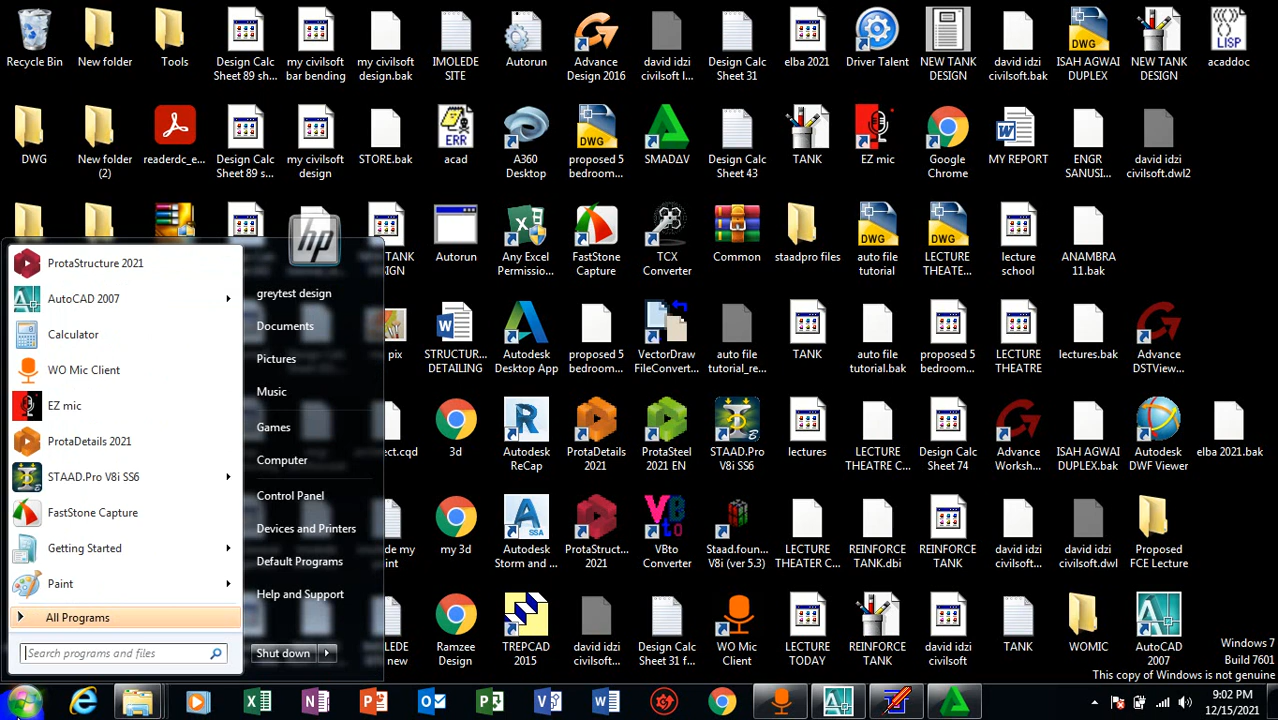 Recycle Bin
New folder
Tools
Design Calc
Sheet 89 sh...
my civilsoft
bar bending
my civilsoft
design.bak
IMOLEDE
SITE
Autorun
Advance
Design 2016
david idzi
civilsoft l...
Design Calc
Sheet 31
elba 2021
Driver Talent
NEW TANK
DESIGN
david idzi
civilsoft.bak
ISAH AGWAI
DUPLEX
NEW TANK
DESIGN
LISP
acaddoc
DWG
DWG
New folder
(2)
readerdc_e...
Design Calc
Sheet 89 s...
my civilsoft
design
STORE.bak
ERR
acad
A360
Desktop
DWG
proposed 5
bedroom...
SMADΔV
Design Calc
Sheet 43
TANK
EZ mic
Google
Chrome
MY REPORT
ENGR
SANUSI...
david idzi
civilsoft.dwl2
Autorun
Any Excel
Permissio...
FastStone
Capture
TCX
Converter
Common
staadpro files
DWG
auto file
tutorial
DWG
LECTURE
THEATE...
lecture
school
ANAMBRA
11.bak
pix
STRUCTUR...
DETAILING
Autodesk
Desktop App
proposed 5
bedroom...
VectorDraw
FileConvert...
auto file
tutorial_re...
TANK
auto file
tutorial.bak
proposed 5
bedroom...
LECTURE
THEATRE
lectures.bak
Advance
DSTView...
3d
Autodesk
ReCap
ProtaDetails
2021
ProtaSteel
2021 EN
STAAD.Pro
V8i SS6
lectures
LECTURE
THEATRE C...
Design Calc
Sheet 74
Advance
Worksh...
ISAH AGWAI
DUPLEX.bak
Autodesk
DWF Viewer
elba 2021.bak
my 3d
SSA
Autodesk
Storm and ...
ProtaStruct...
2021
VBto
VBto
Converter
Staad.foun...
V8i (ver 5.3)
LECTURE
THEATER C...
REINFORCE
TANK.dbi
REINFORCE
TANK
david idzi
civilsoft...
david idzi
civilsoft.dwl
Proposed
FCE Lecture
Ramzee
Design
TREPCAD
2015
david idzi
civilsoft...
Design Calc
Sheet 31 f...
WO Mic
Client
LECTURE
TODAY
REINFORCE
TANK
david idzi
civilsoft
TANK
WOMIC
AutoCAD
2007
hp
ProtaStructure 2021
AutoCAD 2007
Calculator
WO Mic Client
EZ mic
ProtaDetails 2021
STAAD.Pro V8i SS6
FastStone Capture
Getting Started
Paint
All Programs
Search programs and files
greytest design
Documents
Pictures
Music
Games
Computer
Control Panel
Devices and Printers
Default Programs
Help and Support
Shut down
Windows 7
Build 7601
This copy of Windows is not genuine
9:02 PM
12/15/2021